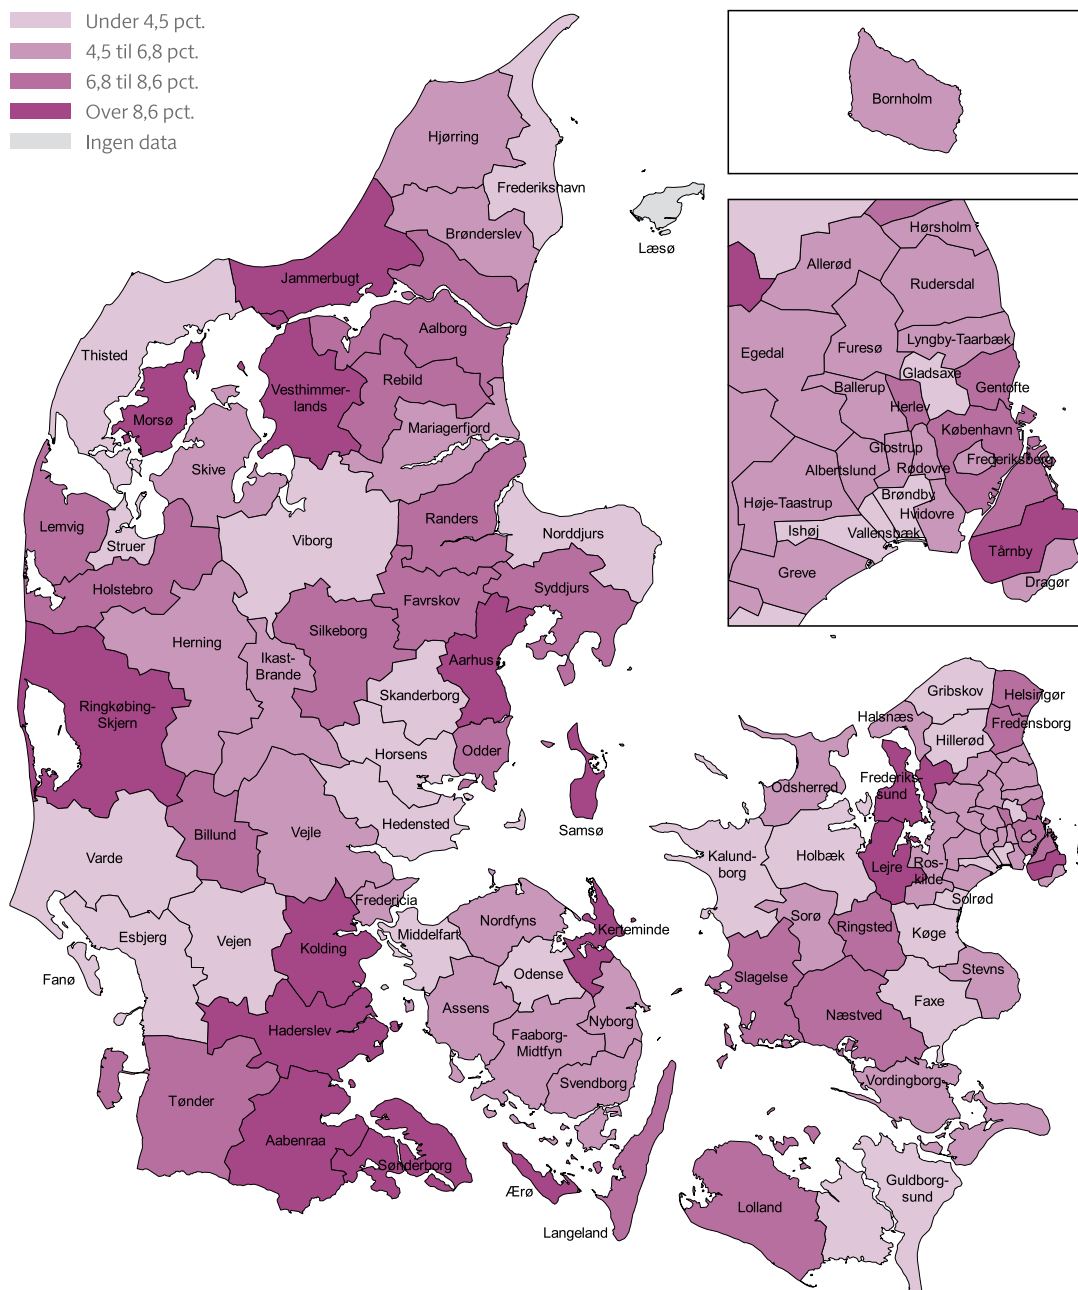 Under 4,5 pct.
4,5 til 6,8 pct.
6,8 til 8,6 pct.
Over 8,6 pct.
Ingen data
Bornholm
Hjørring
Frederikshavn
Brønderslev
Læsø
Jammerbugt
Aalborg
Thisted
Rebild
Vesthimmer-
lands
Morsø
Mariagerfjord
Skive
Lemvig
Randers
Struer
Viborg
Norddjurs
Holstebro
Favrskov
Syddjurs
Silkeborg
Herning
Ikast-
Brande
Aarhus
Skanderborg
Ringkøbing-
Skjern
Horsens
Odder
Samsø
Hedensted
Billund
Vejle
Varde
Fredericia
Esbjerg
Vejen
Kolding
Middelfart
Nordfyns
Kerteminde
Fanø
Odense
Assens
Nyborg
Haderslev
Faaborg-
Midtfyn
Svendborg
Tønder
Aabenraa
Sønderborg
Ærø
Langeland
Hørsholm
Allerød
Rudersdal
Egedal
Furesø
Lyngby-Taarbæk
Gladsaxe
Ballerup
Gentofte
Herlev
København
Glostrup
Frederiksberg
Albertslund
Rødovre
Brøndby
Høje-Taastrup
Hvidovre
Ishøj
Vallensbæk
Tårnby
Greve
Dragør
Gribskov
Helsingør
Halsnæs
Fredensborg
Hillerød
Frederiks-
sund
Odsherred
Kalund-
borg
Holbæk
Lejre
Ros-
kilde
Solrød
Sorø
Ringsted
Køge
Slagelse
Stevns
Faxe
Næstved
Vordingborg
Guldborg-
sund
Lolland